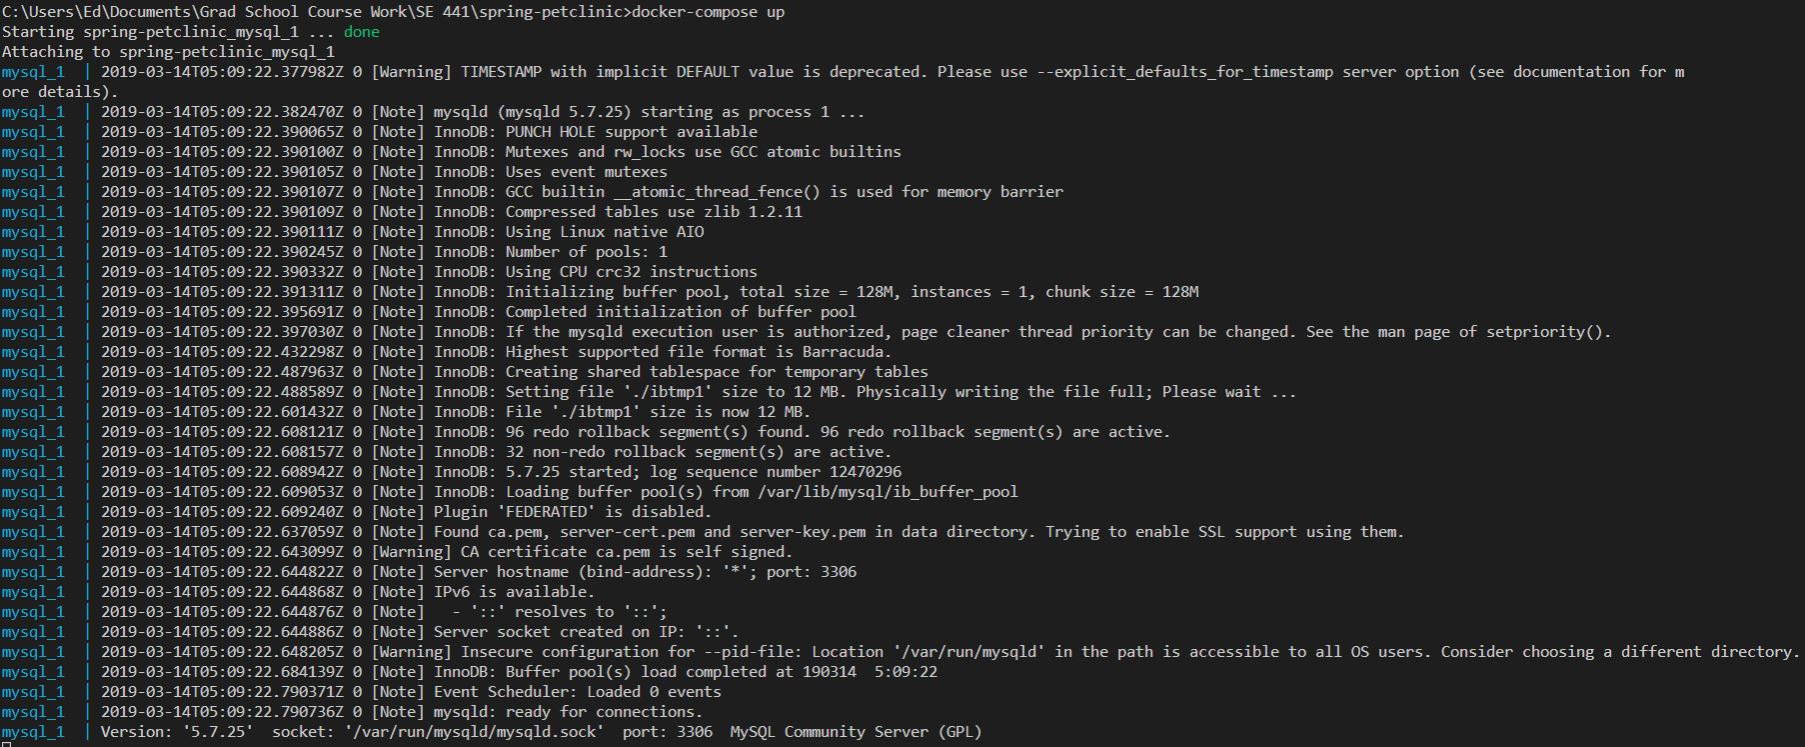 C:\Users\Ed\Documents\Grad School Course Work\SE 441\spring-petclinic>docker-compose up
Starting spring-petclinic_mysql_1 ... done
Attaching to spring-petclinic_mysql_1
mysql_1  | 2019-03-14T05:09:22.377982Z 0 [Warning] TIMESTAMP with implicit DEFAULT value is deprecated. Please use --explicit_defaults_for_timestamp server option (see documentation for m
ore details).
mysql_1  | 2019-03-14T05:09:22.382470Z 0 [Note] mysqld (mysqld 5.7.25) starting as process 1 ...
mysql_1  | 2019-03-14T05:09:22.390065Z 0 [Note] InnoDB: PUNCH HOLE support available
mysql_1  | 2019-03-14T05:09:22.390100Z 0 [Note] InnoDB: Mutexes and rw_locks use GCC atomic builtins
mysql_1  | 2019-03-14T05:09:22.390105Z 0 [Note] InnoDB: Uses event mutexes
mysql_1  | 2019-03-14T05:09:22.390107Z 0 [Note] InnoDB: GCC builtin __atomic_thread_fence() is used for memory barrier
mysql_1  | 2019-03-14T05:09:22.390109Z 0 [Note] InnoDB: Compressed tables use zlib 1.2.11
mysql_1  | 2019-03-14T05:09:22.390111Z 0 [Note] InnoDB: Using Linux native AIO
mysql_1  | 2019-03-14T05:09:22.390245Z 0 [Note] InnoDB: Number of pools: 1
mysql_1  | 2019-03-14T05:09:22.390332Z 0 [Note] InnoDB: Using CPU crc32 instructions
mysql_1  | 2019-03-14T05:09:22.391311Z 0 [Note] InnoDB: Initializing buffer pool, total size = 128M, instances = 1, chunk size = 128M
mysql_1  | 2019-03-14T05:09:22.395691Z 0 [Note] InnoDB: Completed initialization of buffer pool
mysql_1  | 2019-03-14T05:09:22.397030Z 0 [Note] InnoDB: If the mysqld execution user is authorized, page cleaner thread priority can be changed. See the man page of setpriority().
mysql_1  | 2019-03-14T05:09:22.432298Z 0 [Note] InnoDB: Highest supported file format is Barracuda.
mysql_1  | 2019-03-14T05:09:22.487963Z 0 [Note] InnoDB: Creating shared tablespace for temporary tables
mysql_1  | 2019-03-14T05:09:22.488589Z 0 [Note] InnoDB: Setting file './ibtmp1' size to 12 MB. Physically writing the file full; Please wait ...
mysql_1  | 2019-03-14T05:09:22.601432Z 0 [Note] InnoDB: File './ibtmp1' size is now 12 MB.
mysql_1  | 2019-03-14T05:09:22.608121Z 0 [Note] InnoDB: 96 redo rollback segment(s) found. 96 redo rollback segment(s) are active.
mysql_1  | 2019-03-14T05:09:22.608157Z 0 [Note] InnoDB: 32 non-redo rollback segment(s) are active.
mysql_1  | 2019-03-14T05:09:22.608942Z 0 [Note] InnoDB: 5.7.25 started; log sequence number 12470296
mysql_1  | 2019-03-14T05:09:22.609053Z 0 [Note] InnoDB: Loading buffer pool(s) from /var/lib/mysql/ib_buffer_pool
mysql_1  | 2019-03-14T05:09:22.609240Z 0 [Note] Plugin 'FEDERATED' is disabled.
mysql_1  | 2019-03-14T05:09:22.637059Z 0 [Note] Found ca.pem, server-cert.pem and server-key.pem in data directory. Trying to enable SSL support using them.
mysql_1  | 2019-03-14T05:09:22.643099Z 0 [Warning] CA certificate ca.pem is self signed.
mysql_1  | 2019-03-14T05:09:22.644822Z 0 [Note] Server hostname (bind-address): '*'; port: 3306
mysql_1  | 2019-03-14T05:09:22.644868Z 0 [Note] IPv6 is available.
mysql_1  | 2019-03-14T05:09:22.644876Z 0 [Note]   - '::' resolves to '::';
mysql_1  | 2019-03-14T05:09:22.644886Z 0 [Note] Server socket created on IP: '::'.
mysql_1  | 2019-03-14T05:09:22.648205Z 0 [Warning] Insecure configuration for --pid-file: Location '/var/run/mysqld' in the path is accessible to all OS users. Consider choosing a different directory.
mysql_1  | 2019-03-14T05:09:22.684139Z 0 [Note] InnoDB: Buffer pool(s) load completed at 190314  5:09:22
mysql_1  | 2019-03-14T05:09:22.790371Z 0 [Note] Event Scheduler: Loaded 0 events
mysql_1  | 2019-03-14T05:09:22.790736Z 0 [Note] mysqld: ready for connections.
mysql_1  | Version: '5.7.25'  socket: '/var/run/mysqld/mysqld.sock'  port: 3306  MySQL Community Server (GPL)